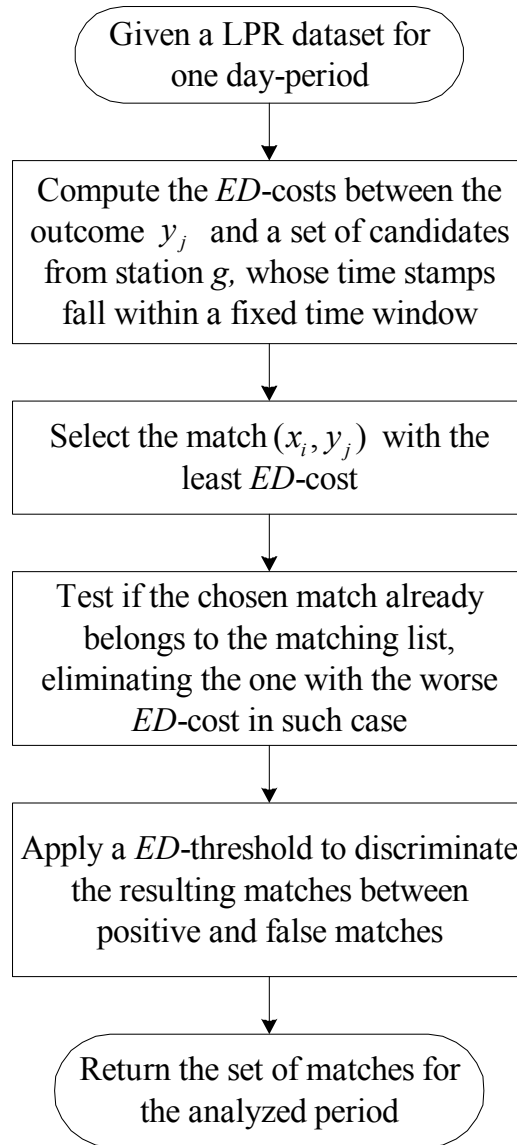 Given a LPR dataset for
one day-period
Compute the ED-costs between the
outcome y_j and a set of candidates
from station g, whose time stamps
fall within a fixed time window
Select the match (x_i, y_j) with the
least ED-cost
Test if the chosen match already
belongs to the matching list,
eliminating the one with the worse
ED-cost in such case
Apply a ED-threshold to discriminate
the resulting matches between
positive and false matches
Return the set of matches for
the analyzed period